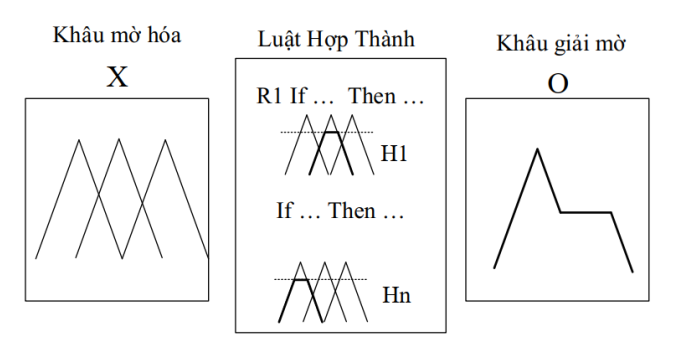 Khâu mờ hóa
X
Luật Hợp Thành
R1 If … Then …
H1
If … Then …
Hn
Khâu giải mờ
O